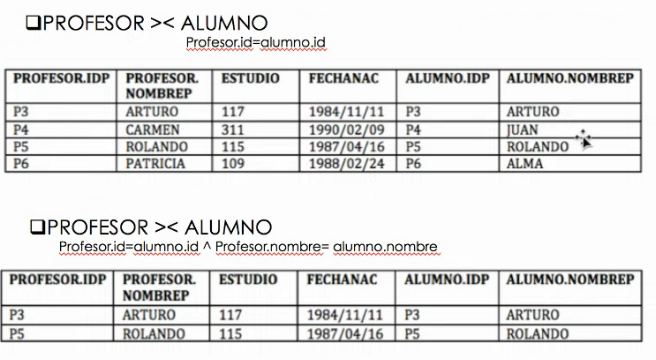 ❑PROFESOR >< ALUMNO
Profesor.id=alumno.id
PROFESOR.IDP PROFESOR. NOMBREP ESTUDIO FECHANAC ALUMNO.IDP ALUMNO.NOMBREP
P3 ARTURO 117 1984/11/11 P3 ARTURO
P4 CARMEN 311 1990/02/09 P4 JUAN
P5 ROLANDO 115 1987/04/16 P5 ROLANDO
P6 PATRICIA 109 1988/02/24 P6 ALMA
❑PROFESOR >< ALUMNO
Profesor.id=alumno.id ^ Profesor.nombre= alumno.nombre
PROFESOR.IDP PROFESOR. NOMBREP ESTUDIO FECHANAC ALUMNO.IDP ALUMNO.NOMBREP
P3 ARTURO 117 1984/11/11 P3 ARTURO
P5 ROLANDO 115 1987/04/16 P5 ROLANDO